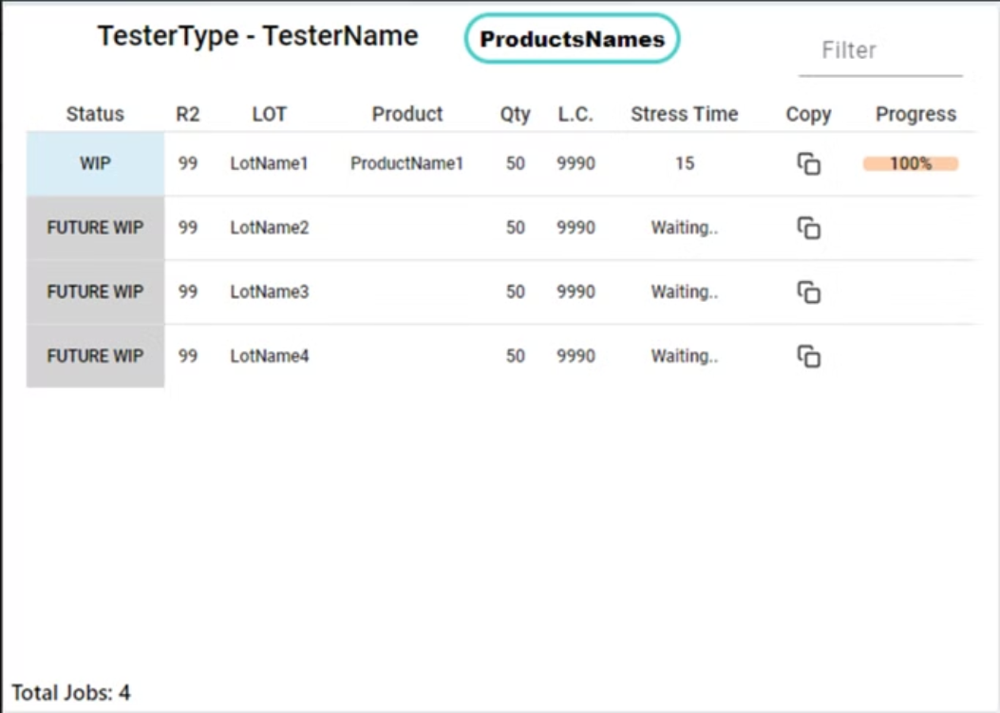 TesterType - TesterName ProductsNames
Filter
Status R2 LOT Product Qty L.C. Stress Time Copy Progress
WIP 99 LotName1 ProductName1 50 9990 15 100%
FUTURE WIP 99 LotName2 50 9990 Waiting..
FUTURE WIP 99 LotName3 50 9990 Waiting..
FUTURE WIP 99 LotName4 50 9990 Waiting..
Total Jobs: 4